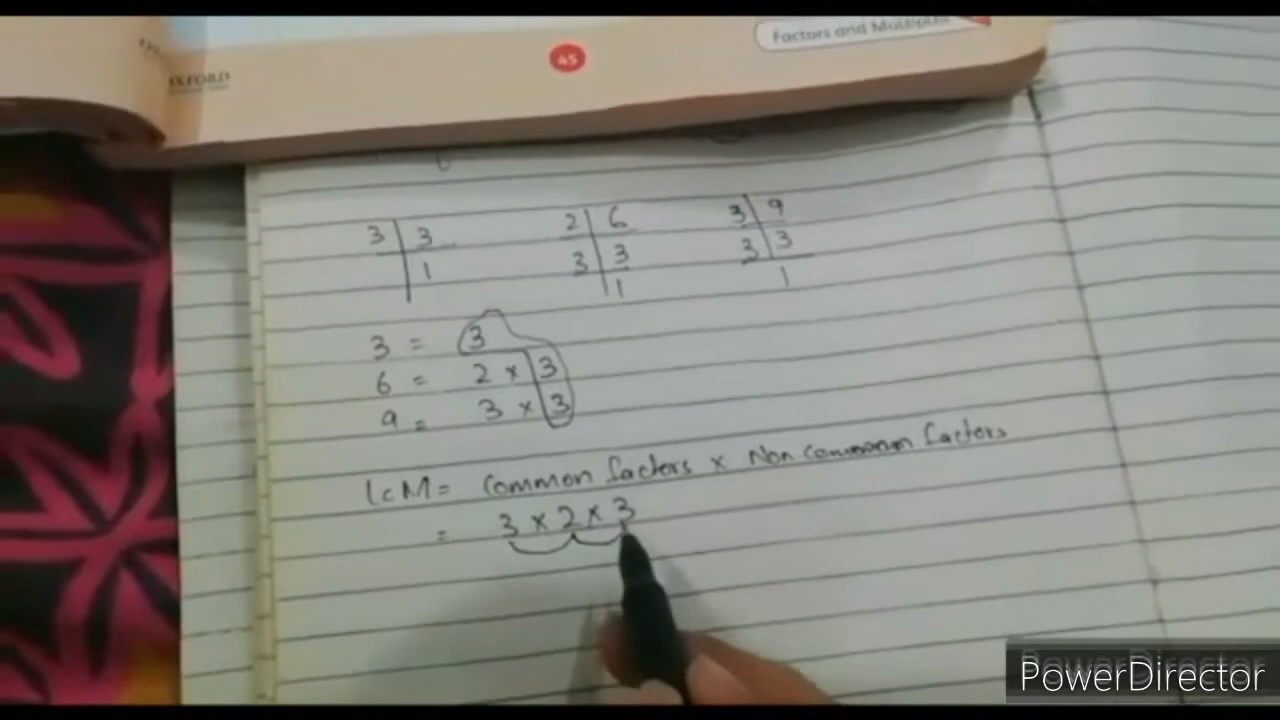 Factors and Multiples
45
OXFORD
3 3 2 6 3 9
1 3 3 3 3
1 1
3 = 3
6 = 2 × 3
9 = 3 × 3
LCM = Common factors × Non common factors
= 3 × 2 × 3
PowerDirector